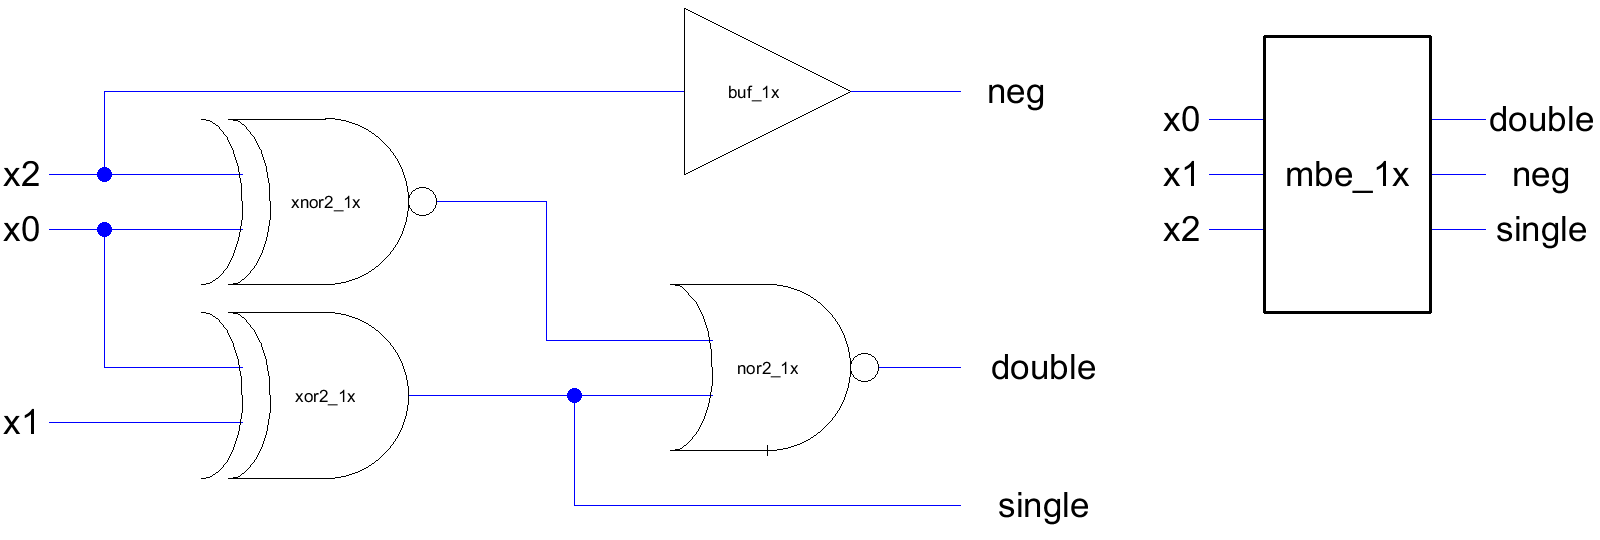 buf_1x
neg
x2
xnor2_1x
x0
xor2_1x
x1
nor2_1x
double
single
x0
double
x1
mbe_1x
neg
x2
single